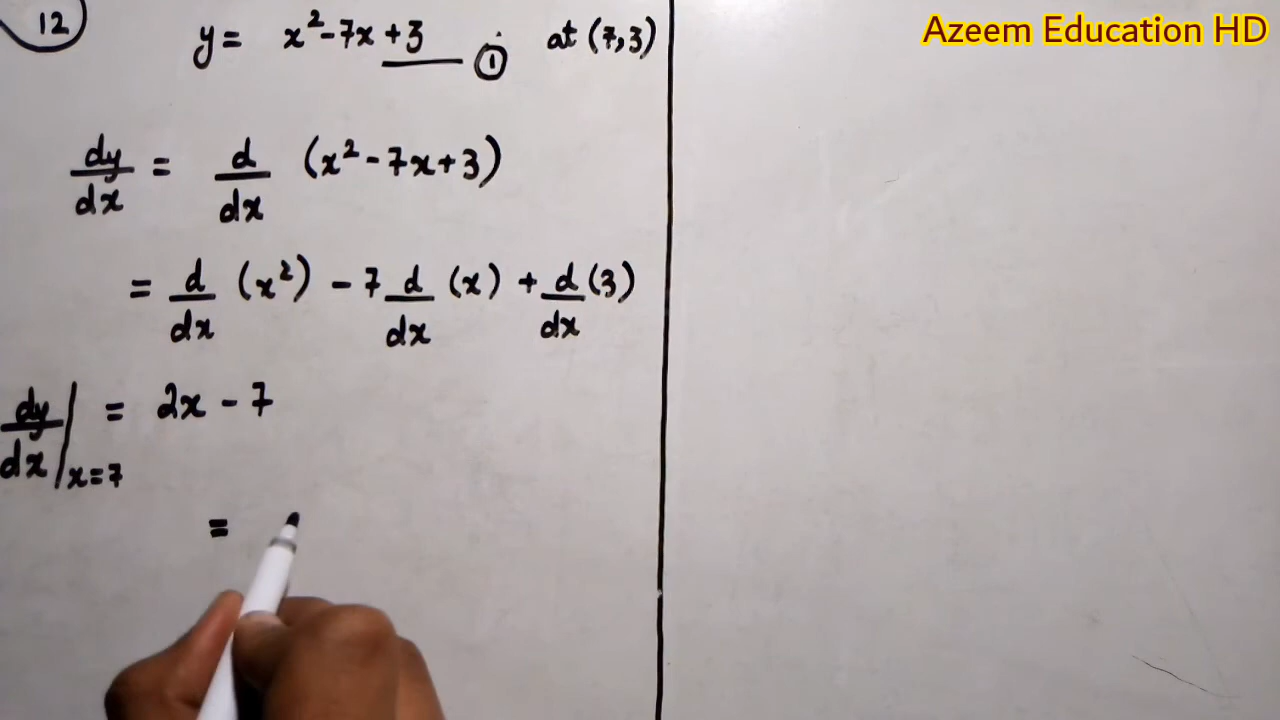 12
y = x² - 7x + 3 ① at (7,3)
Azeem Education HD
dy/dx = d/dx (x² - 7x + 3)
= d/dx (x²) - 7 d/dx (x) + d/dx (3)
dy/dx |x=7 = 2x - 7
=